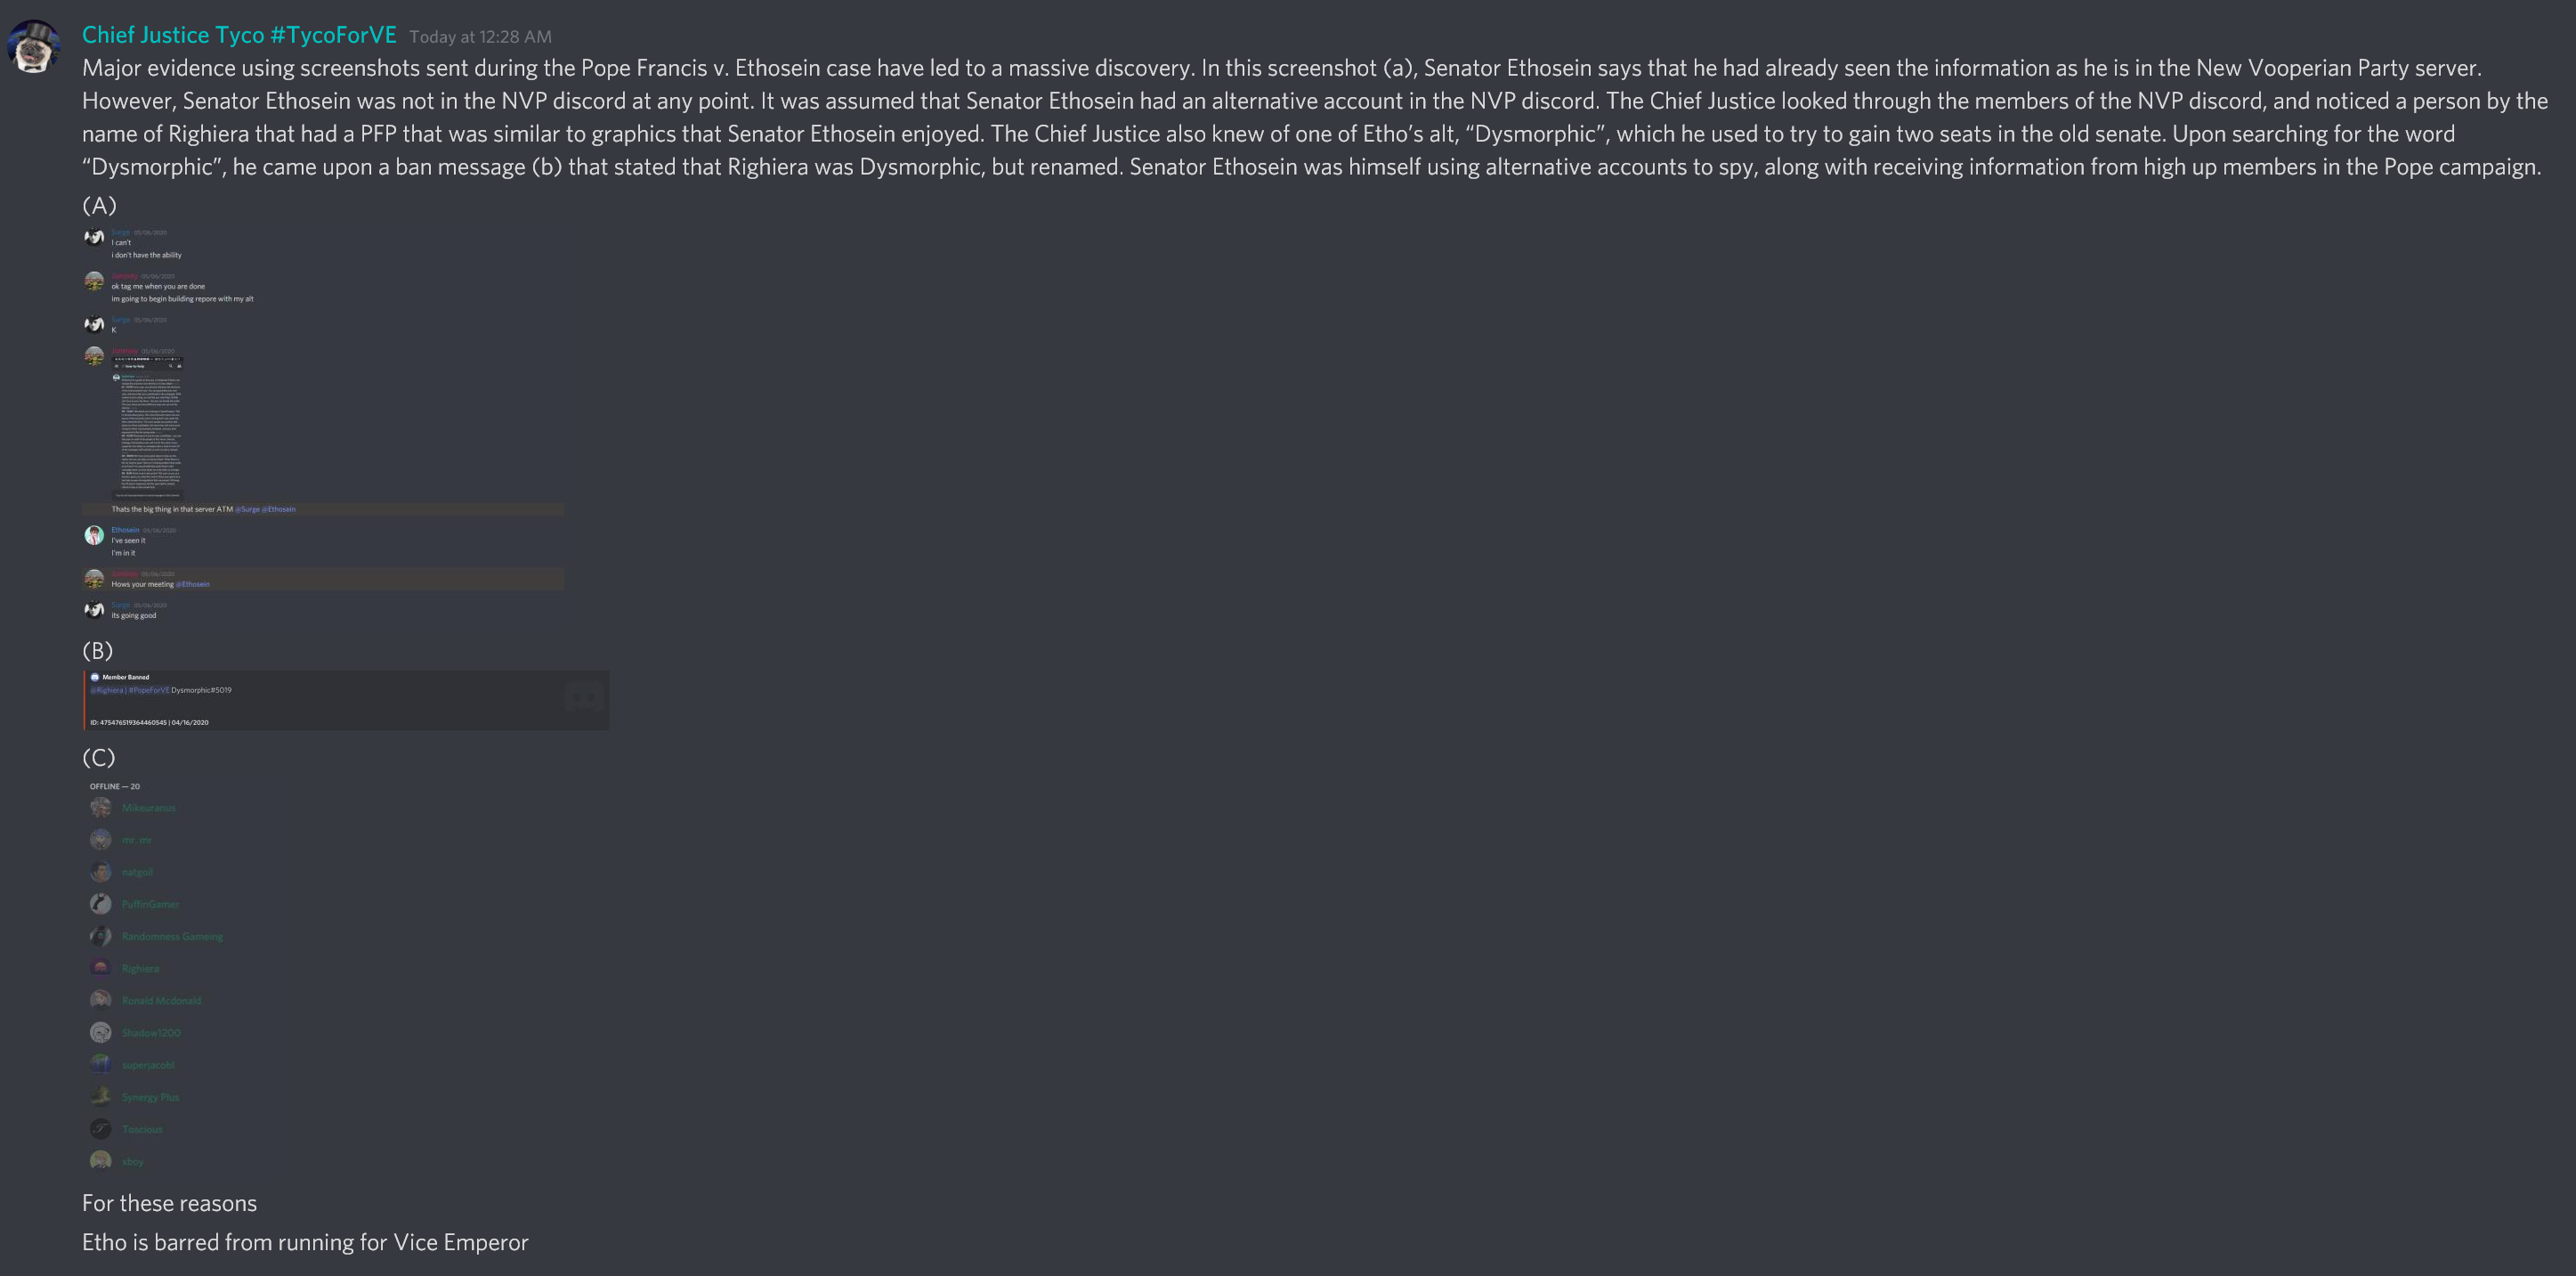 Chief Justice Tyco #TycoForVE Today at 12:28 AM
Major evidence using screenshots sent during the Pope Francis v. Ethosein case have led to a massive discovery. In this screenshot (a), Senator Ethosein says that he had already seen the information as he is in the New Vooperian Party server.
However, Senator Ethosein was not in the NVP discord at any point. It was assumed that Senator Ethosein had an alternative account in the NVP discord. The Chief Justice looked through the members of the NVP discord, and noticed a person by the
name of Righiera that had a PFP that was similar to graphics that Senator Ethosein enjoyed. The Chief Justice also knew of one of Etho’s alt, “Dysmorphic”, which he used to try to gain two seats in the old senate. Upon searching for the word
“Dysmorphic”, he came upon a ban message (b) that stated that Righiera was Dysmorphic, but renamed. Senator Ethosein was himself using alternative accounts to spy, along with receiving information from high up members in the Pope campaign.
(A)
Surge 05/06/2020
I can't
i don't have the ability
05/06/2020
ok tag me when you are done
im going to begin building repore with my alt
Surge 05/06/2020
K
05/06/2020
Thats the big thing in that server ATM @Surge @Ethosein
Ethosein 05/06/2020
I've seen it
I'm in it
05/06/2020
Hows your meeting @Ethosein
Surge 05/06/2020
its going good
(B)
Member Banned
@Righiera | #PopeForVE Dysmorphic#5019
ID: 475476519364460545 | 04/16/2020
(C)
OFFLINE — 20
Mikeuranus
mr. mr
natgoil
PuffinGamer
Randomness Gameing
Righiera
Ronald Mcdonald
Shadow1200
superjacobl
Synergy Plus
Toscious
xboy
For these reasons
Etho is barred from running for Vice Emperor